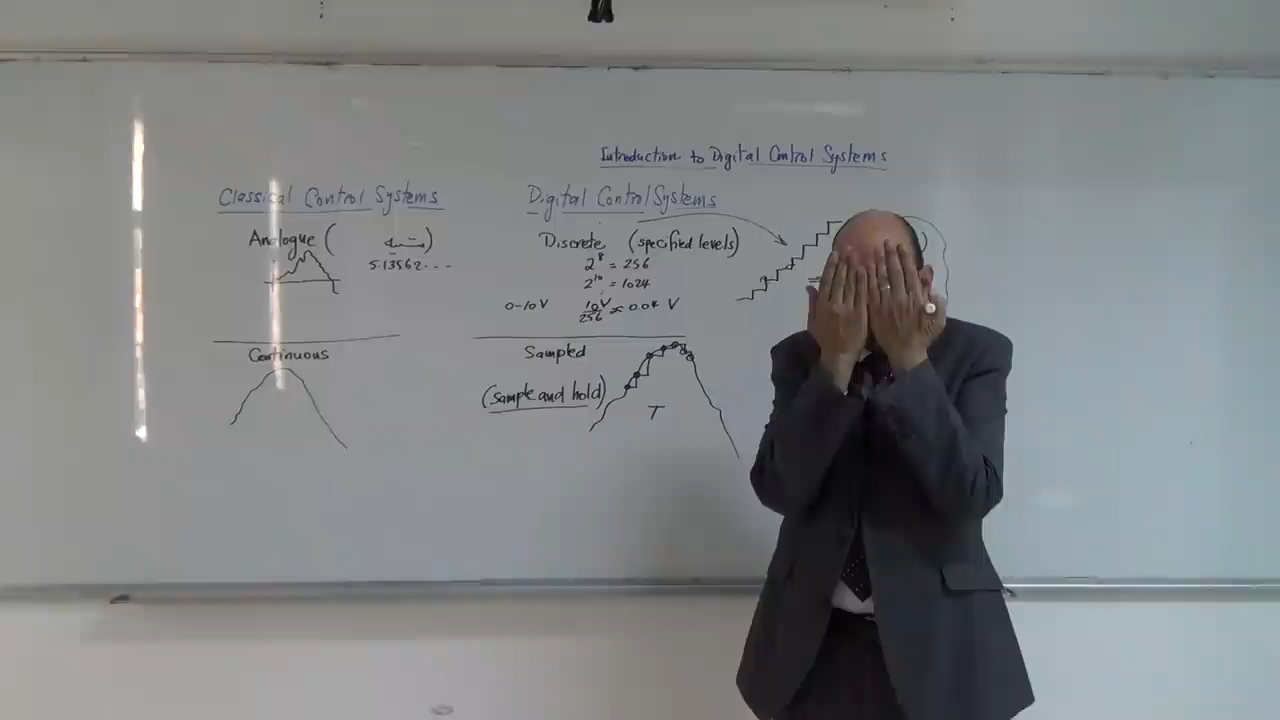 Introduction to Digital Control Systems
Classical Control Systems
Analogue (
)
5.13562...
Continuous
Digital Control Systems
Discrete (specified levels)
2^8 = 256
2^10 = 1024
0-10V 10V/256 ≈ 0.04 V
Sampled
(sample and hold)
T